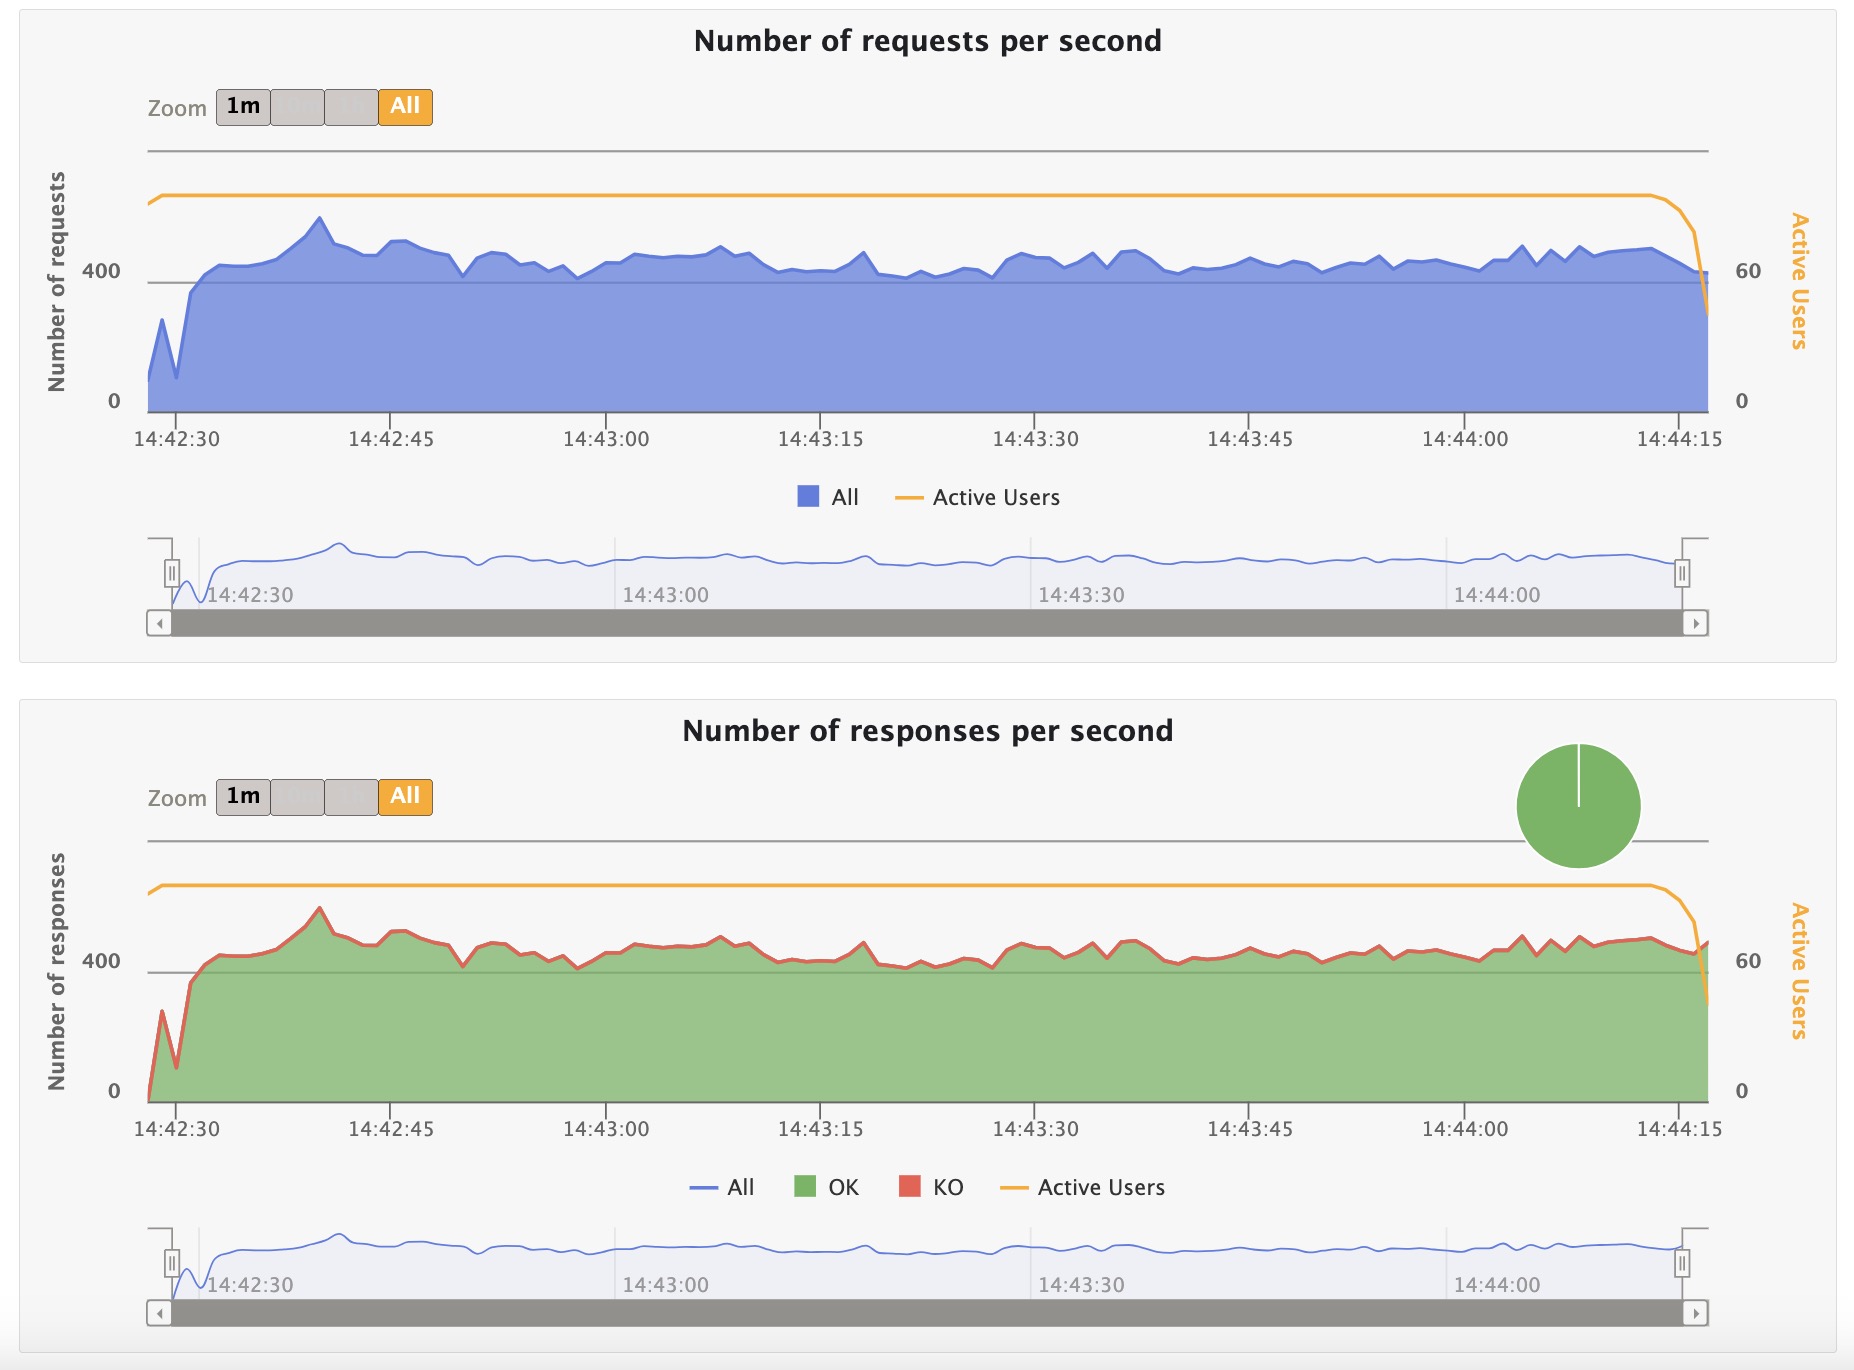 Number of requests per second
Zoom 1m All
Number of requests
400
0
60
0
Active Users
14:42:30 14:42:45 14:43:00 14:43:15 14:43:30 14:43:45 14:44:00 14:44:15
All Active Users
14:42:30 14:43:00 14:43:30 14:44:00
Number of responses per second
Zoom 1m All
Number of responses
400
0
60
0
Active Users
14:42:30 14:42:45 14:43:00 14:43:15 14:43:30 14:43:45 14:44:00 14:44:15
All OK KO Active Users
14:42:30 14:43:00 14:43:30 14:44:00